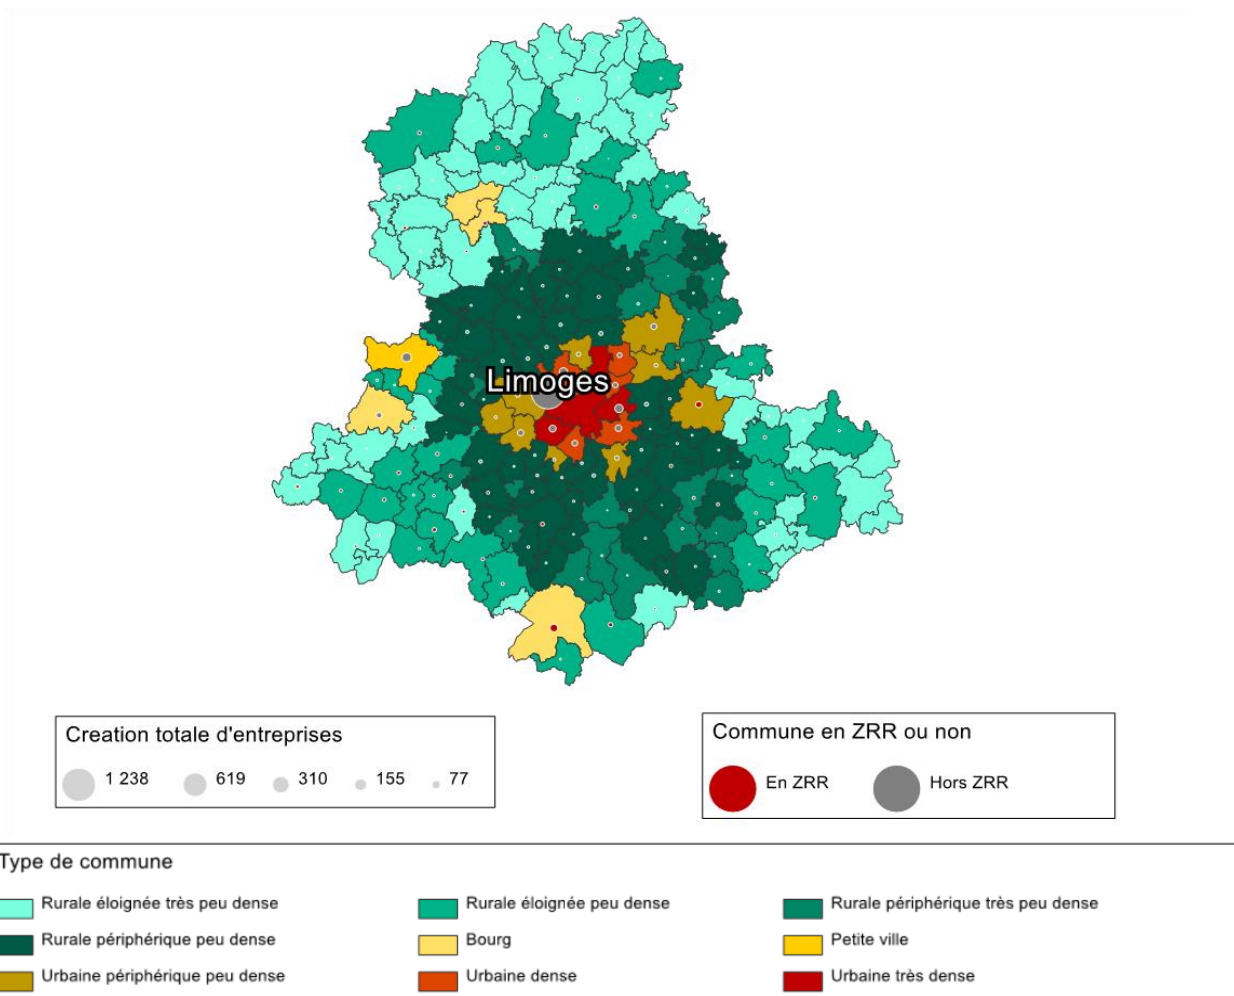 Limoges
Creation totale d'entreprises
1 238 619 310 155 77
Commune en ZRR ou non
En ZRR Hors ZRR
Type de commune
Rurale éloignée très peu dense Rurale éloignée peu dense Rurale périphérique très peu dense
Rurale périphérique peu dense Bourg Petite ville
Urbaine périphérique peu dense Urbaine dense Urbaine très dense